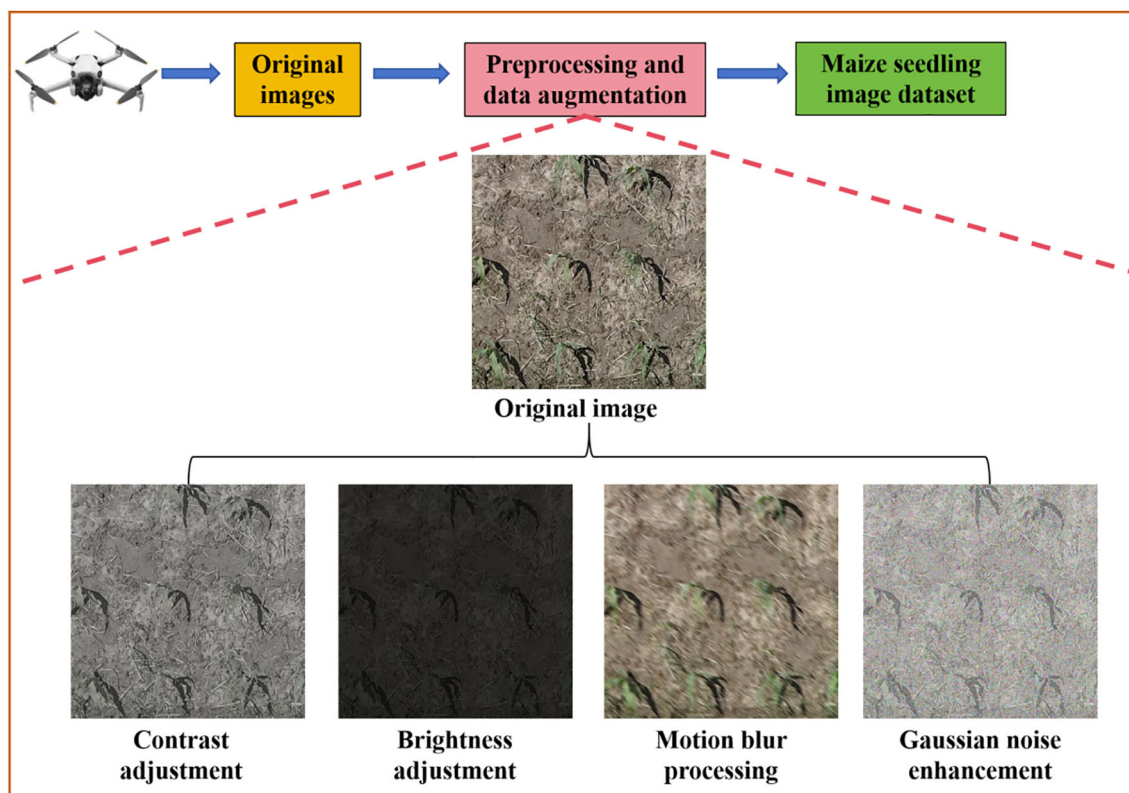 Original
images
Preprocessing and
data augmentation
Maize seedling
image dataset
Original image
Contrast
adjustment
Brightness
adjustment
Motion blur
processing
Gaussian noise
enhancement